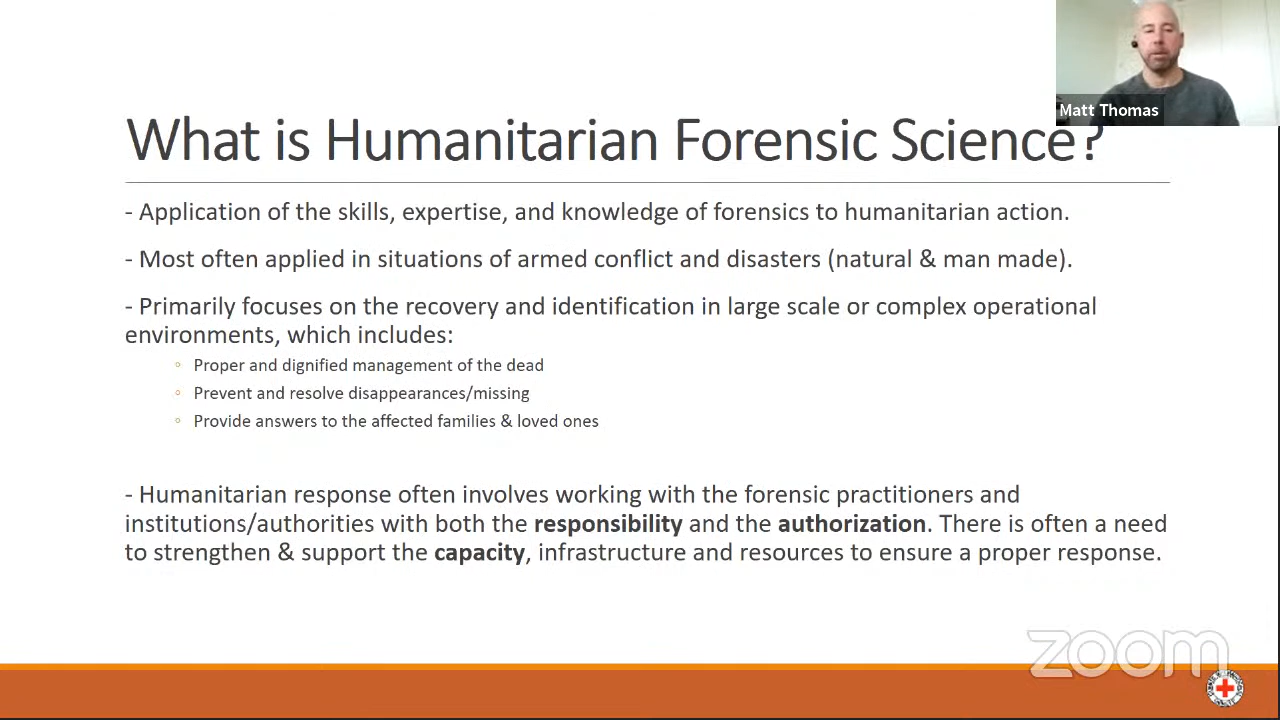 Matt Thomas
What is Humanitarian Forensic Science?
- Application of the skills, expertise, and knowledge of forensics to humanitarian action.
- Most often applied in situations of armed conflict and disasters (natural & man made).
- Primarily focuses on the recovery and identification in large scale or complex operational
environments, which includes:
◦ Proper and dignified management of the dead
◦ Prevent and resolve disappearances/missing
◦ Provide answers to the affected families & loved ones
- Humanitarian response often involves working with the forensic practitioners and
institutions/authorities with both the responsibility and the authorization. There is often a need
to strengthen & support the capacity, infrastructure and resources to ensure a proper response.
zoom